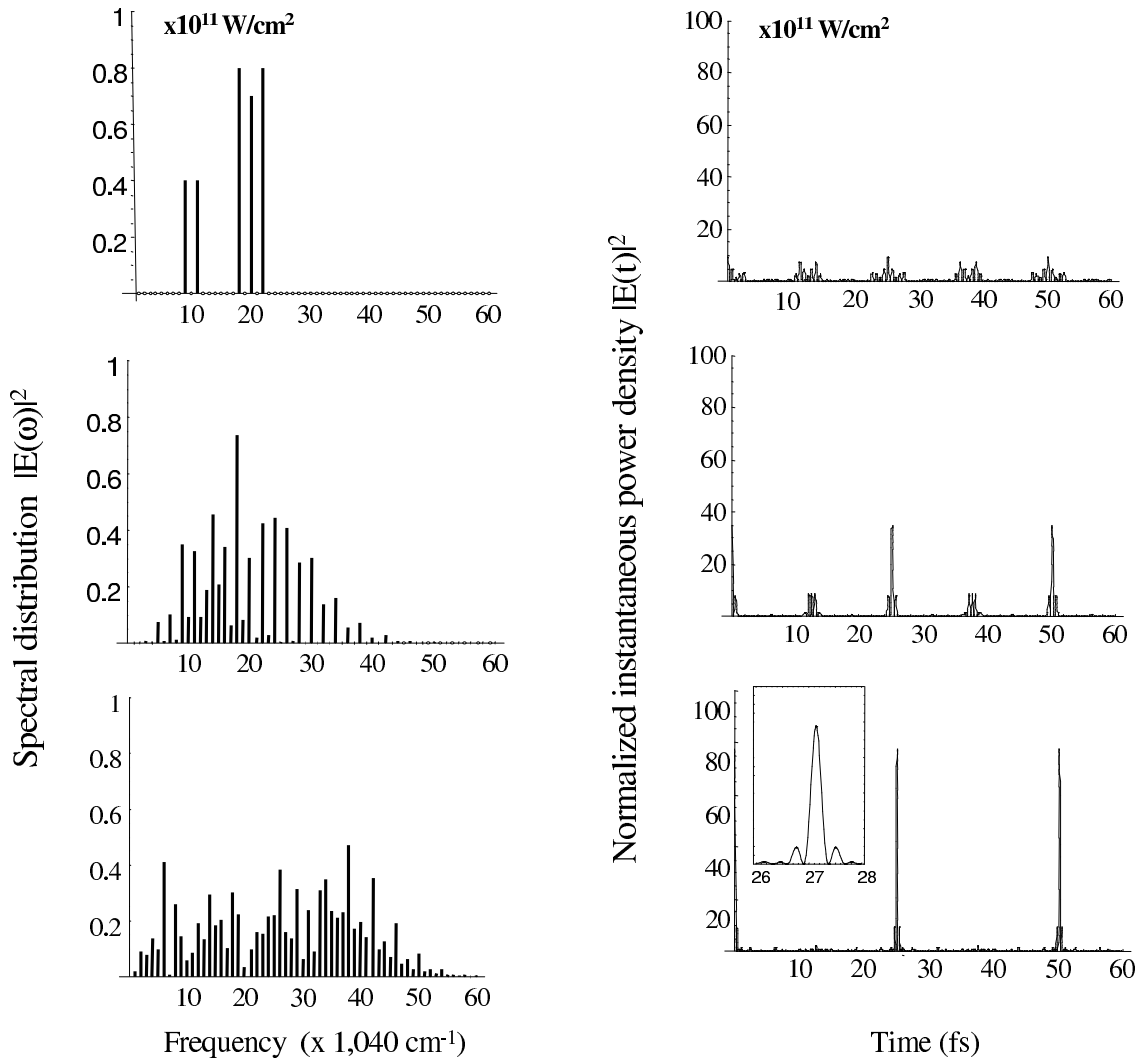 x10¹¹ W/cm²
1
0.8
0.6
0.4
0.2
10 20 30 40 50 60
x10¹¹ W/cm²
100
80
60
40
20
10 20 30 40 50 60
1
0.8
0.6
0.4
0.2
10 20 30 40 50 60
100
80
60
40
20
10 20 30 40 50 60
1
0.8
0.6
0.4
0.2
10 20 30 40 50 60
100
80
60
40
20
26 27 28
10 20 30 40 50 60
Spectral distribution |E(ω)|²
Normalized instantaneous power density |E(t)|²
Frequency (x 1,040 cm⁻¹)
Time (fs)